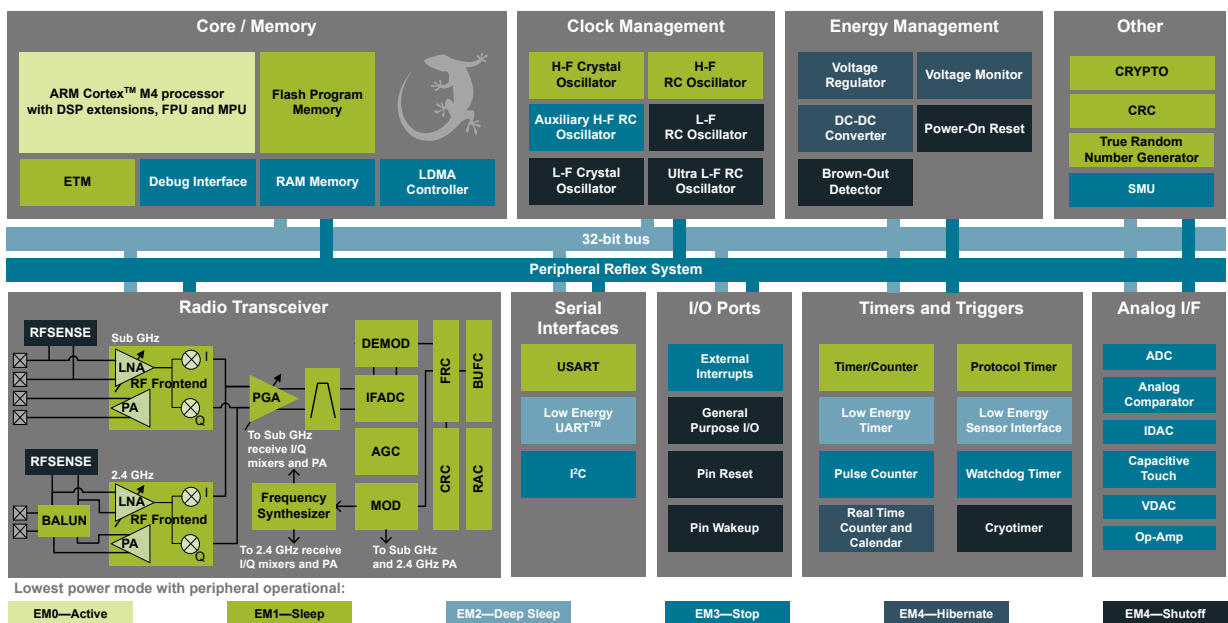 Core / Memory
ARM Cortex™ M4 processor
with DSP extensions, FPU and MPU
Flash Program
Memory
ETM
Debug Interface
RAM Memory
LDMA
Controller
Clock Management
H-F Crystal
Oscillator
H-F
RC Oscillator
Auxiliary H-F RC
Oscillator
L-F
RC Oscillator
L-F Crystal
Oscillator
Ultra L-F RC
Oscillator
Energy Management
Voltage
Regulator
Voltage Monitor
DC-DC
Converter
Power-On Reset
Brown-Out
Detector
Other
CRYPTO
CRC
True Random
Number Generator
SMU
32-bit bus
Peripheral Reflex System
Radio Transceiver
RFSENSE
Sub GHz
LNA
RF Frontend
PA
I
Q
RFSENSE
2.4 GHz
BALUN
LNA
RF Frontend
PA
I
Q
PGA
To Sub GHz
receive I/Q
mixers and PA
Frequency
Synthesizer
To 2.4 GHz receive
I/Q mixers and PA
DEMOD
IFADC
AGC
MOD
To Sub GHz
and 2.4 GHz PA
FRC
BUFC
CRC
RAC
Serial
Interfaces
USART
Low Energy
UART™
I²C
I/O Ports
External
Interrupts
General
Purpose I/O
Pin Reset
Pin Wakeup
Timers and Triggers
Timer/Counter
Protocol Timer
Low Energy
Timer
Low Energy
Sensor Interface
Pulse Counter
Watchdog Timer
Real Time
Counter and
Calendar
Cryotimer
Analog I/F
ADC
Analog
Comparator
IDAC
Capacitive
Touch
VDAC
Op-Amp
Lowest power mode with peripheral operational:
EM0—Active
EM1—Sleep
EM2—Deep Sleep
EM3—Stop
EM4—Hibernate
EM4—Shutoff